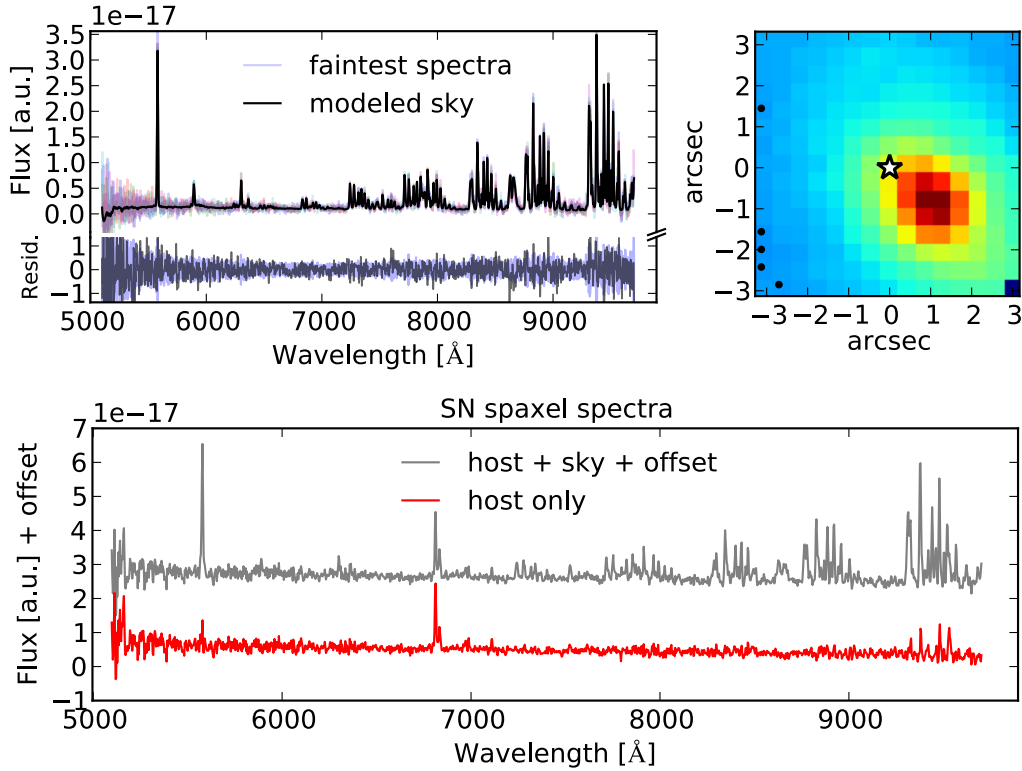 1e−17
3.5
3.0
2.5
2.0
1.5
1.0
0.5
0.0
Flux [a.u.]
faintest spectra
modeled sky
1
0
−1
Resid.
5000 6000 7000 8000 9000
Wavelength [Å]
3
2
1
0
−1
−2
−3
arcsec
−3 −2 −1 0 1 2 3
arcsec
SN spaxel spectra
1e−17
7
6
5
4
3
2
1
0
−1
Flux [a.u.] + offset
host + sky + offset
host only
5000 6000 7000 8000 9000
Wavelength [Å]